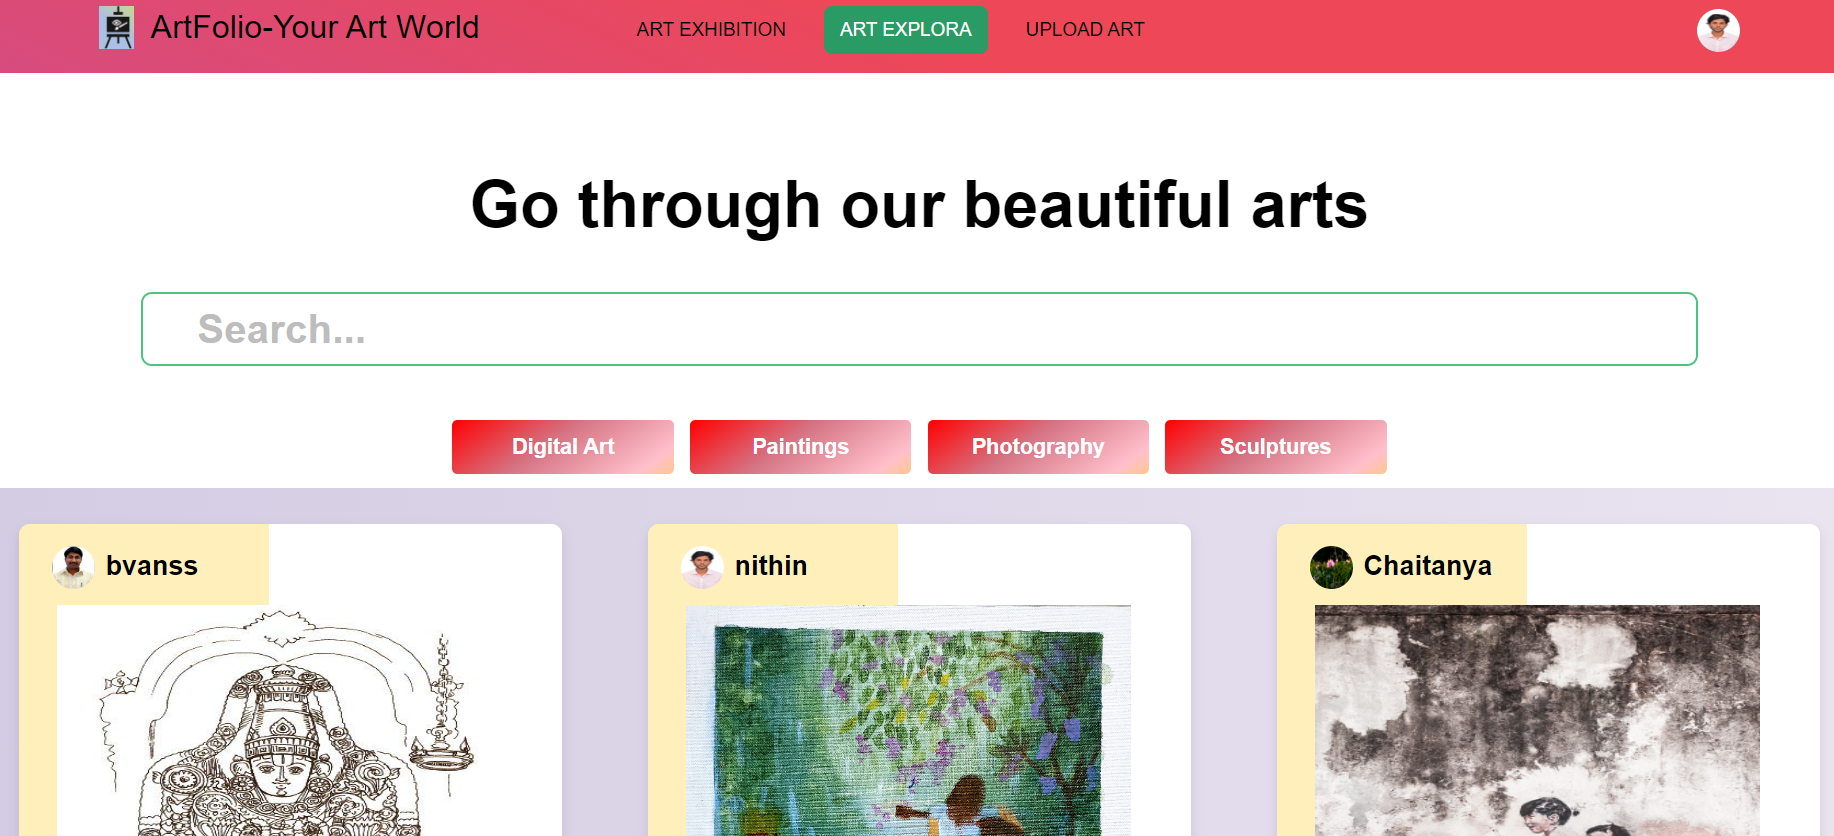 ArtFolio-Your Art World
ART EXHIBITION
ART EXPLORA
UPLOAD ART
Go through our beautiful arts
Search...
Digital Art
Paintings
Photography
Sculptures
bvanss
nithin
Chaitanya